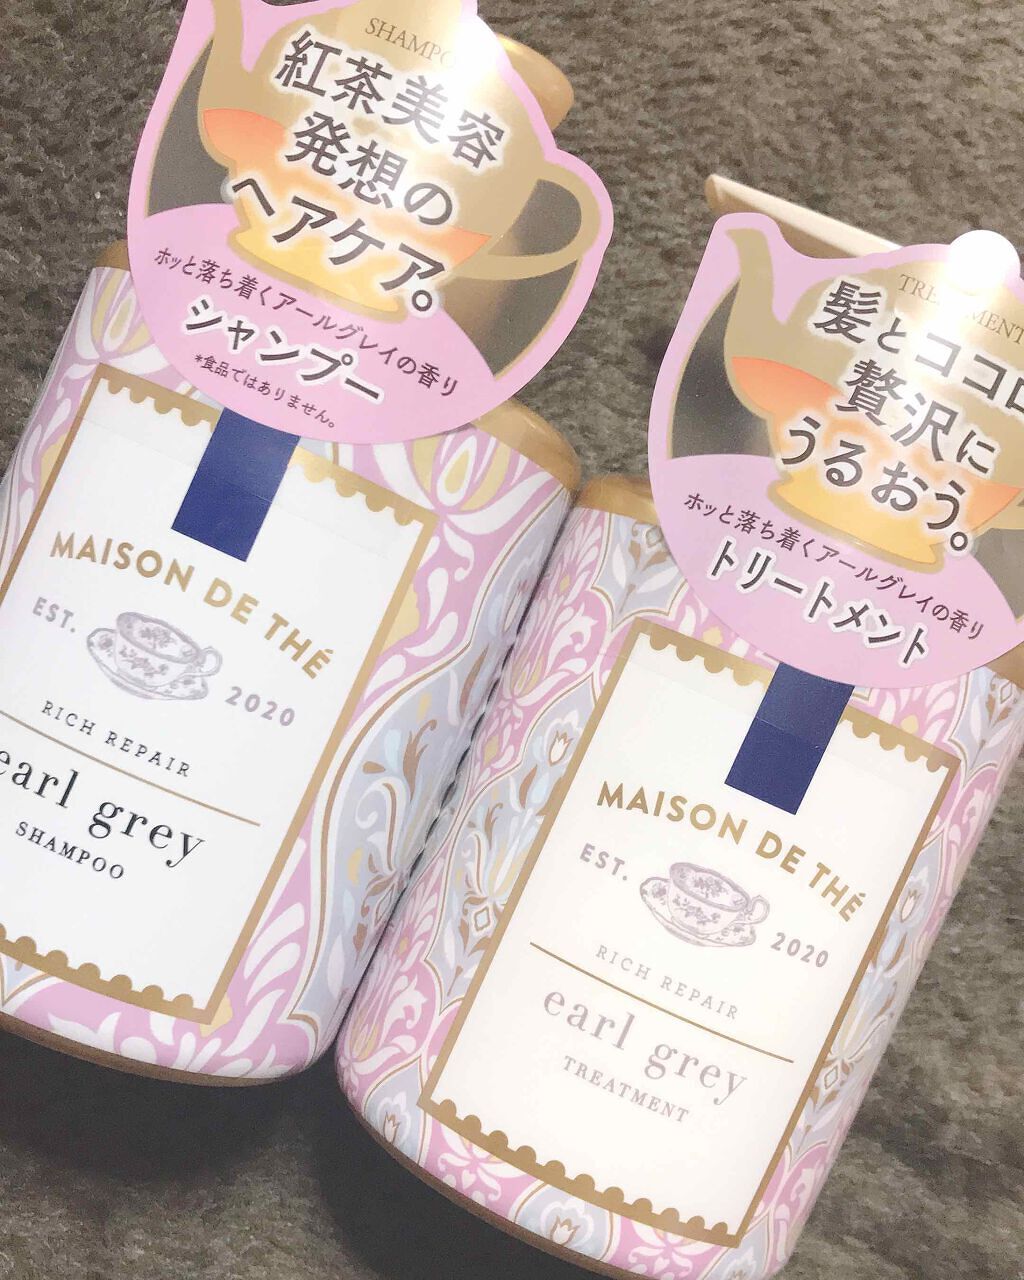 SHAMPOO
紅茶美容
発想の
ヘアケア。
ホッと落ち着くアールグレイの香り
シャンプー
*食品ではありません。
MAISON DE THÉ
EST. 2020
RICH REPAIR
earl grey
SHAMPOO
TREATMENT
髪とココロ
贅沢に
うるおう。
ホッと落ち着くアールグレイの香り
トリートメント
MAISON DE THÉ
EST. 2020
RICH REPAIR
earl grey
TREATMENT